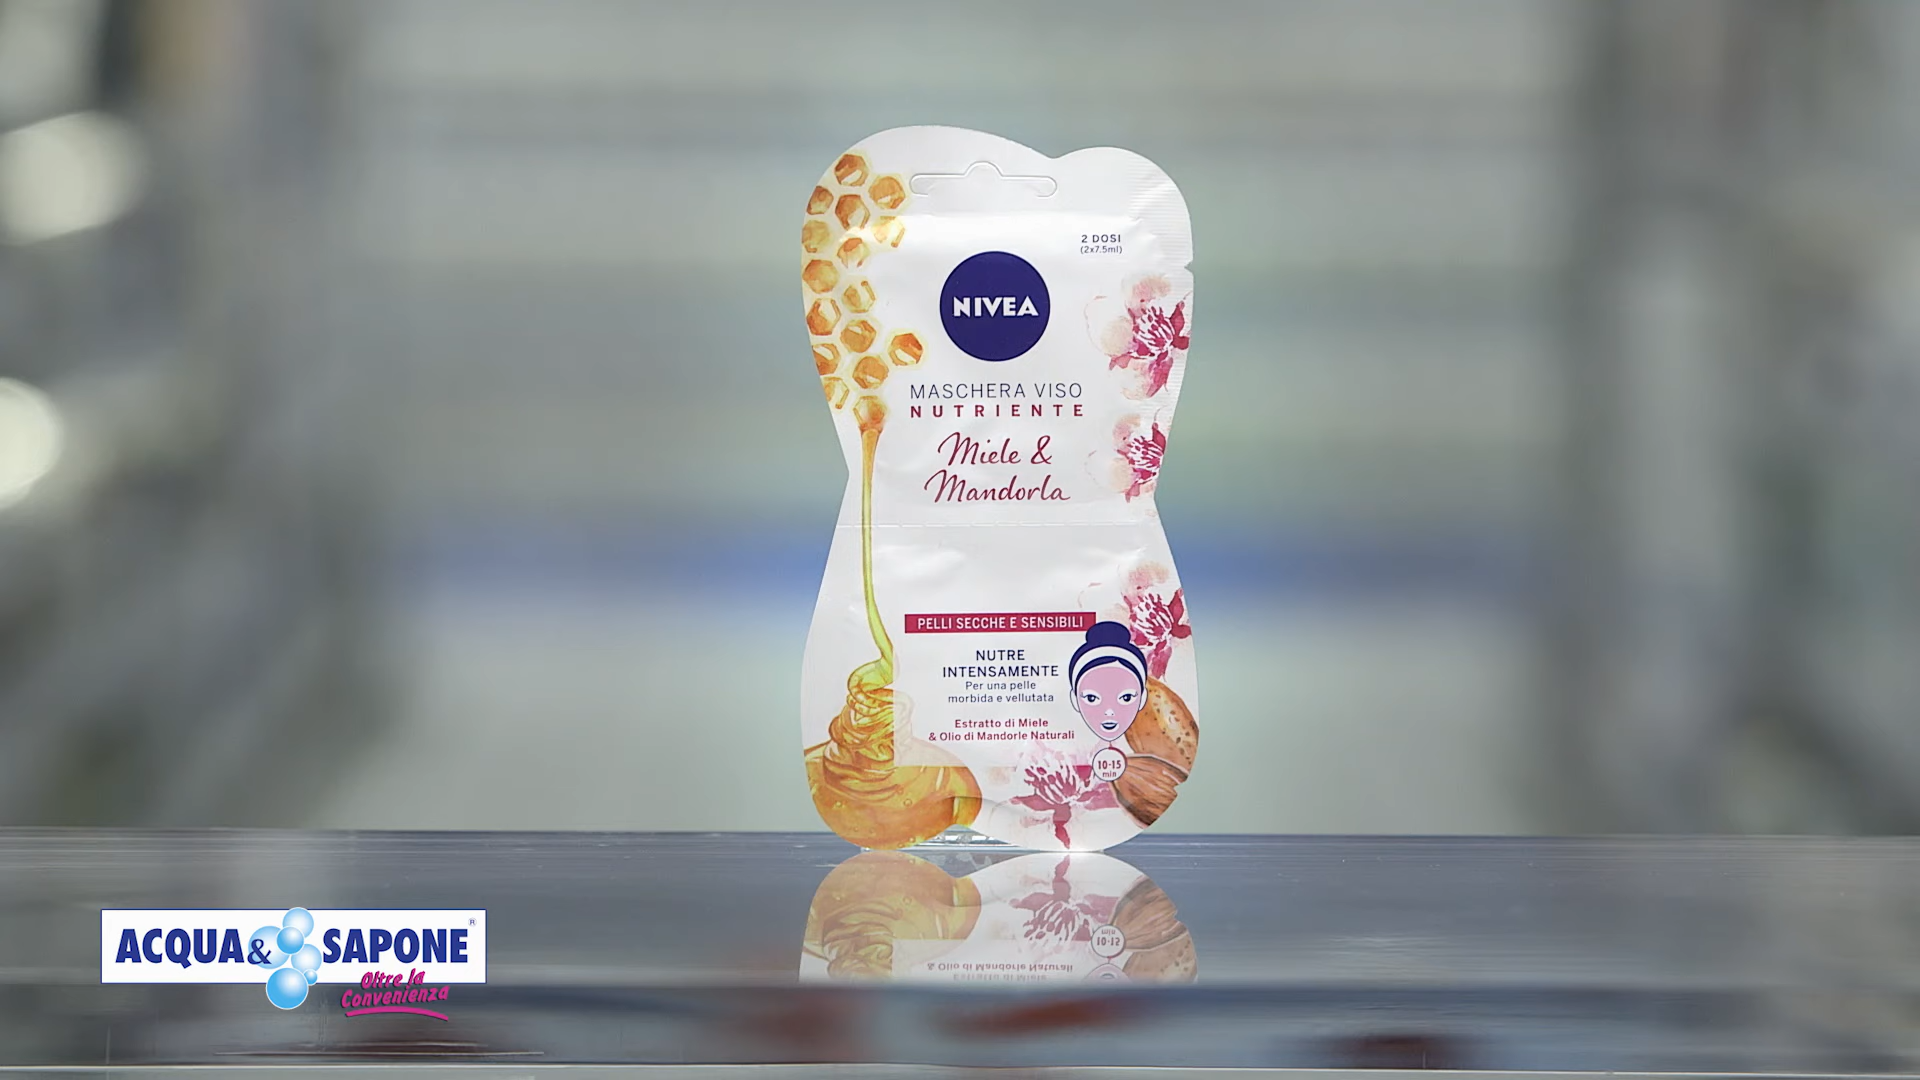 2 DOSI
(2x7.5ml)
NIVEA
MASCHERA VISO
NUTRIENTE
Miele &
Mandorla
PELLI SECCHE E SENSIBILI
NUTRE
INTENSAMENTE
Per una pelle
morbida e vellutata
Estratto di Miele
& Olio di Mandorle Naturali
10-15
min
ACQUA & SAPONE®
Oltre la
Convenienza